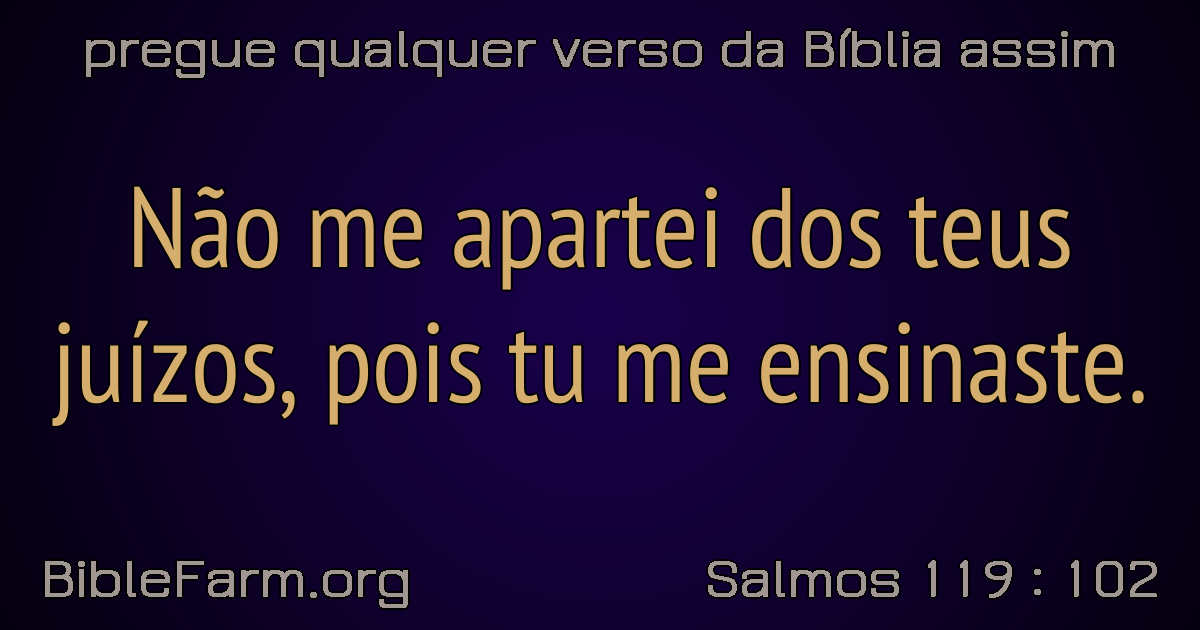 pregue qualquer verso da Bíblia assim
Não me apartei dos teus
juízos, pois tu me ensinaste.
BibleFarm.org
Salmos 119 : 102